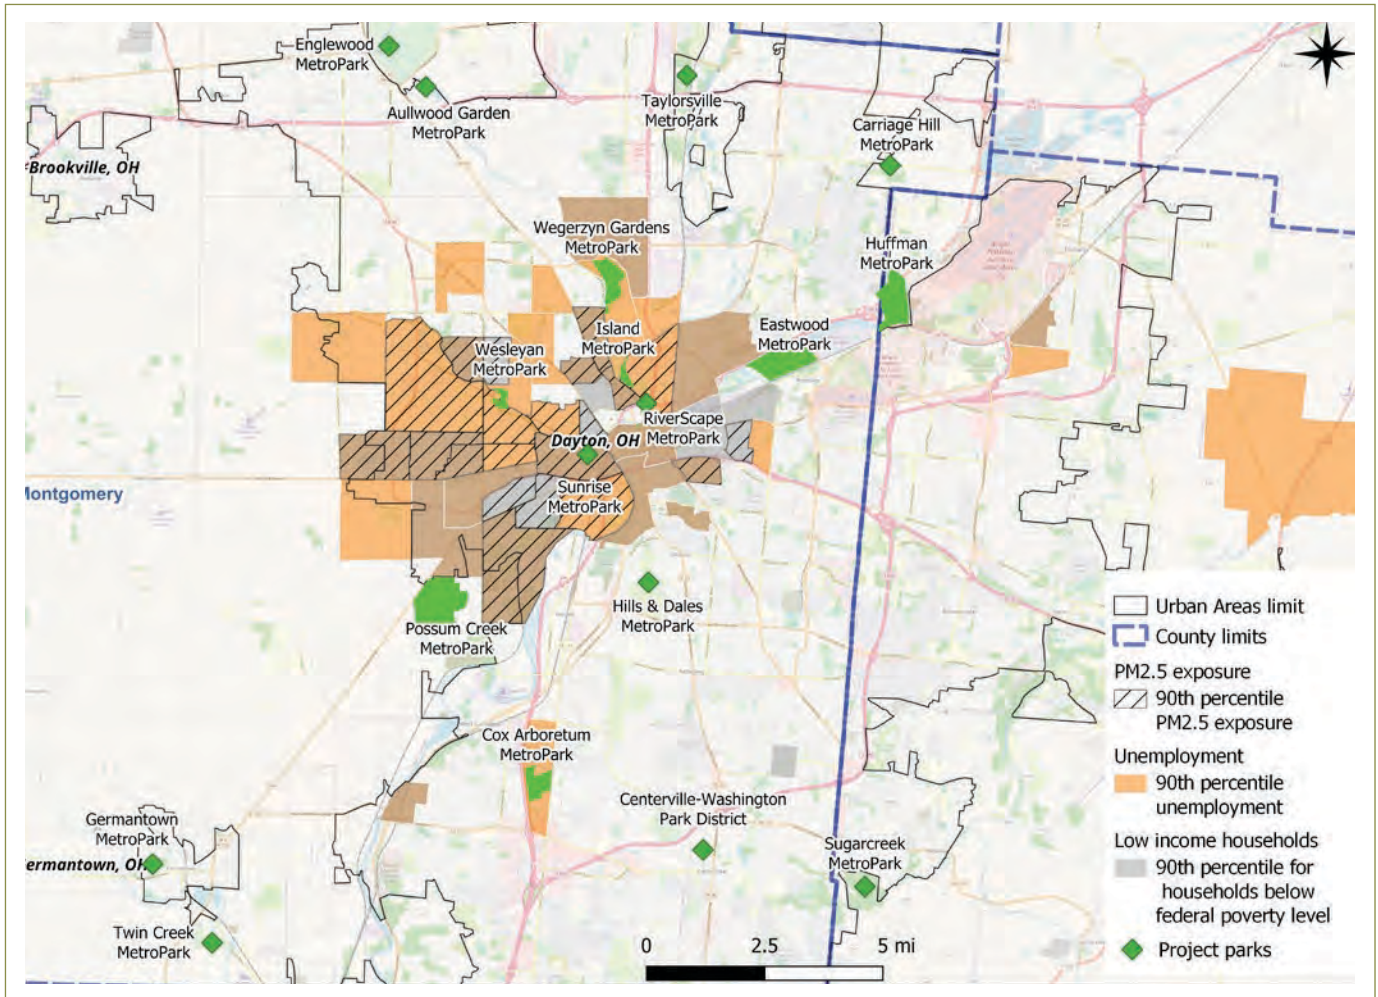 Englewood
MetroPark
Aullwood Garden
MetroPark
Taylorsville
MetroPark
Carriage Hill
MetroPark
Brookville, OH
Wegerzyn Gardens
MetroPark
Huffman
MetroPark
Island
MetroPark
Eastwood
MetroPark
Wesleyan
MetroPark
RiverScape
MetroPark
Dayton, OH
Montgomery
Sunrise
MetroPark
Hills & Dales
MetroPark
Possum Creek
MetroPark
Cox Arboretum
MetroPark
Centerville-Washington
Park District
Germantown
MetroPark
ermantown, OH
Sugarcreek
MetroPark
Twin Creek
MetroPark
0 2.5 5 mi
Urban Areas limit
County limits
PM2.5 exposure
90th percentile
PM2.5 exposure
Unemployment
90th percentile
unemployment
Low income households
90th percentile for
households below
federal poverty level
Project parks